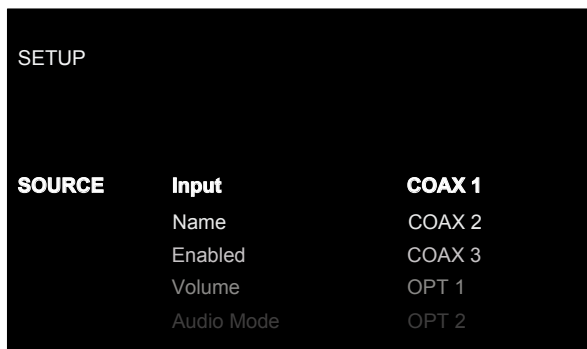 SETUP
SOURCE Input COAX 1
Name COAX 2
Enabled COAX 3
Volume OPT 1
Audio Mode OPT 2